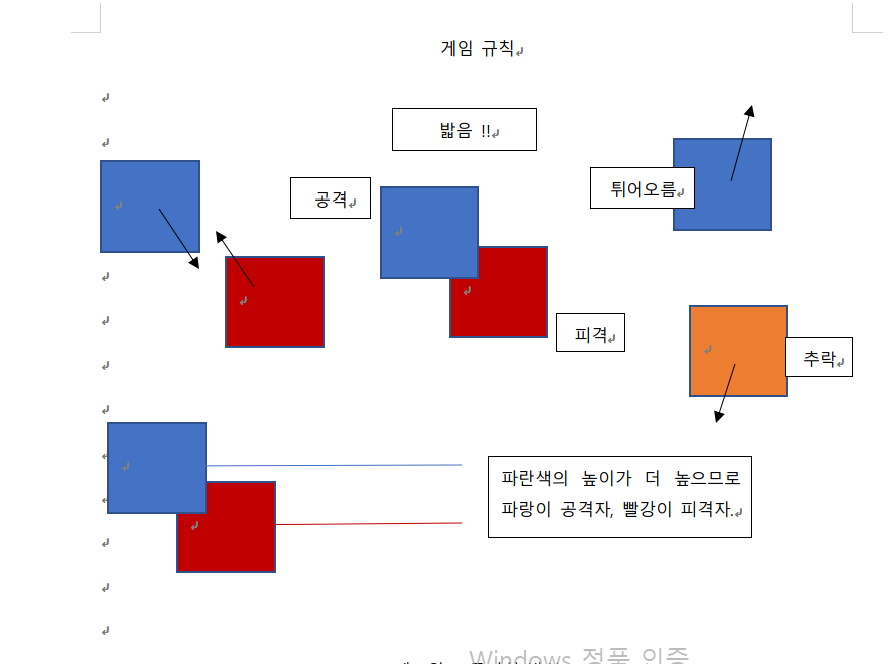 게임 규칙
밟음 !!
공격
튀어오름
피격
추락
파란색의 높이가 더 높으므로
파랑이 공격자, 빨강이 피격자.
Windows 정품 인증